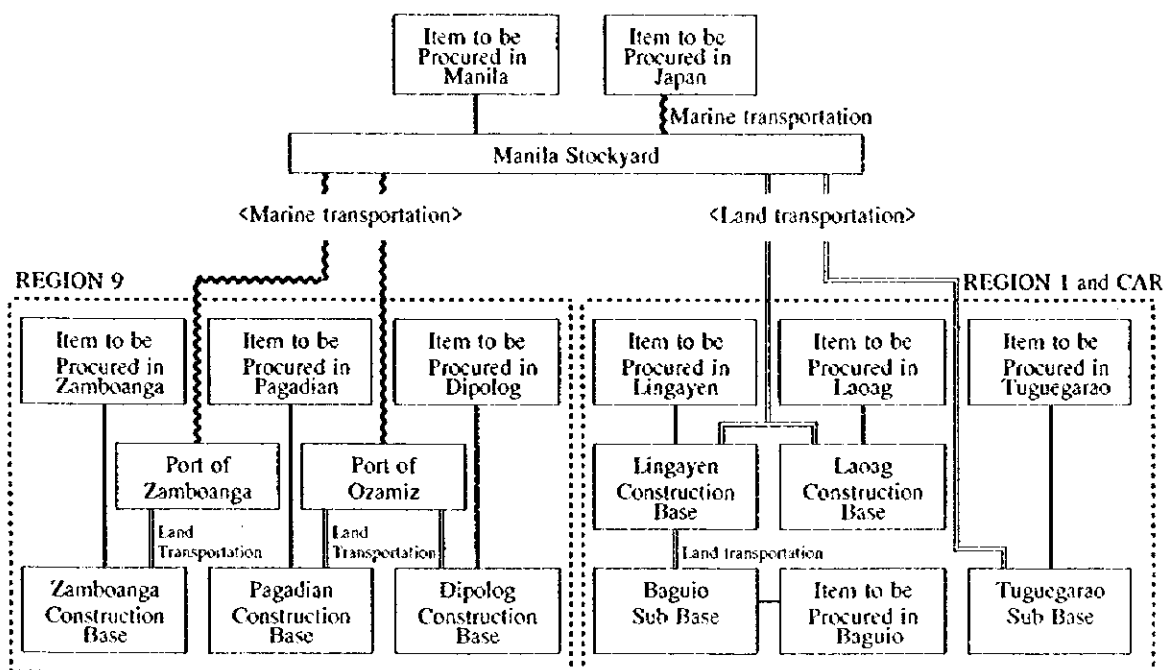 Item to be
Procured in
Manila
Item to be
Procured in
Japan
Marine transportation
Manila Stockyard
<Marine transportation>
<Land transportation>
REGION 9
REGION 1 and CAR
Item to be
Procured in
Zamboanga
Item to be
Procured in
Pagadian
Item to be
Procured in
Dipolog
Item to be
Procured in
Lingayen
Item to be
Procured in
Laoag
Item to be
Procured in
Tuguegarao
Port of
Zamboanga
Port of
Ozamiz
Lingayen
Construction
Base
Laoag
Construction
Base
Land
Transportation
Land
Transportation
Land transportation
Zamboanga
Construction
Base
Pagadian
Construction
Base
Dipolog
Construction
Base
Baguio
Sub Base
Item to be
Procured in
Baguio
Tuguegarao
Sub Base